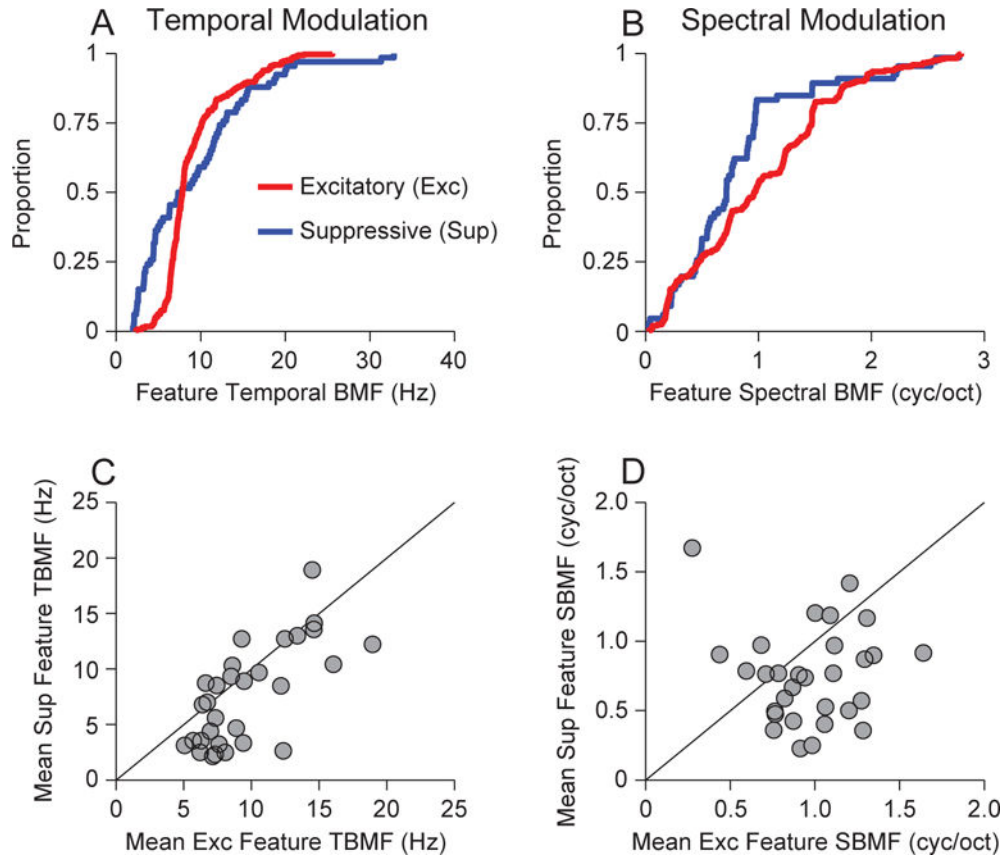 A Temporal Modulation
Proportion
1
0.75
0.5
0.25
0
0 10 20 30 40
Feature Temporal BMF (Hz)
Excitatory (Exc)
Suppressive (Sup)
B Spectral Modulation
Proportion
1
0.75
0.5
0.25
0
0 1 2 3
Feature Spectral BMF (cyc/oct)
C
Mean Sup Feature TBMF (Hz)
25
20
15
10
5
0
0 5 10 15 20 25
Mean Exc Feature TBMF (Hz)
D
Mean Sup Feature SBMF (cyc/oct)
2.0
1.5
1.0
0.5
0
0 0.5 1.0 1.5 2.0
Mean Exc Feature SBMF (cyc/oct)